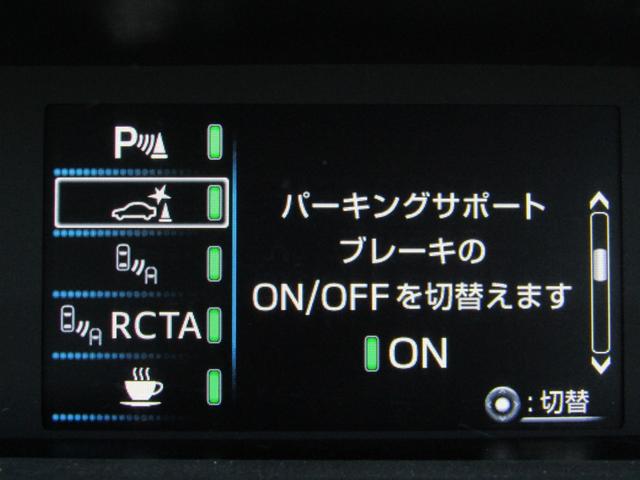 P
RCTA
パーキングサポート
ブレーキの
ON/OFFを切替えます
ON
:切替